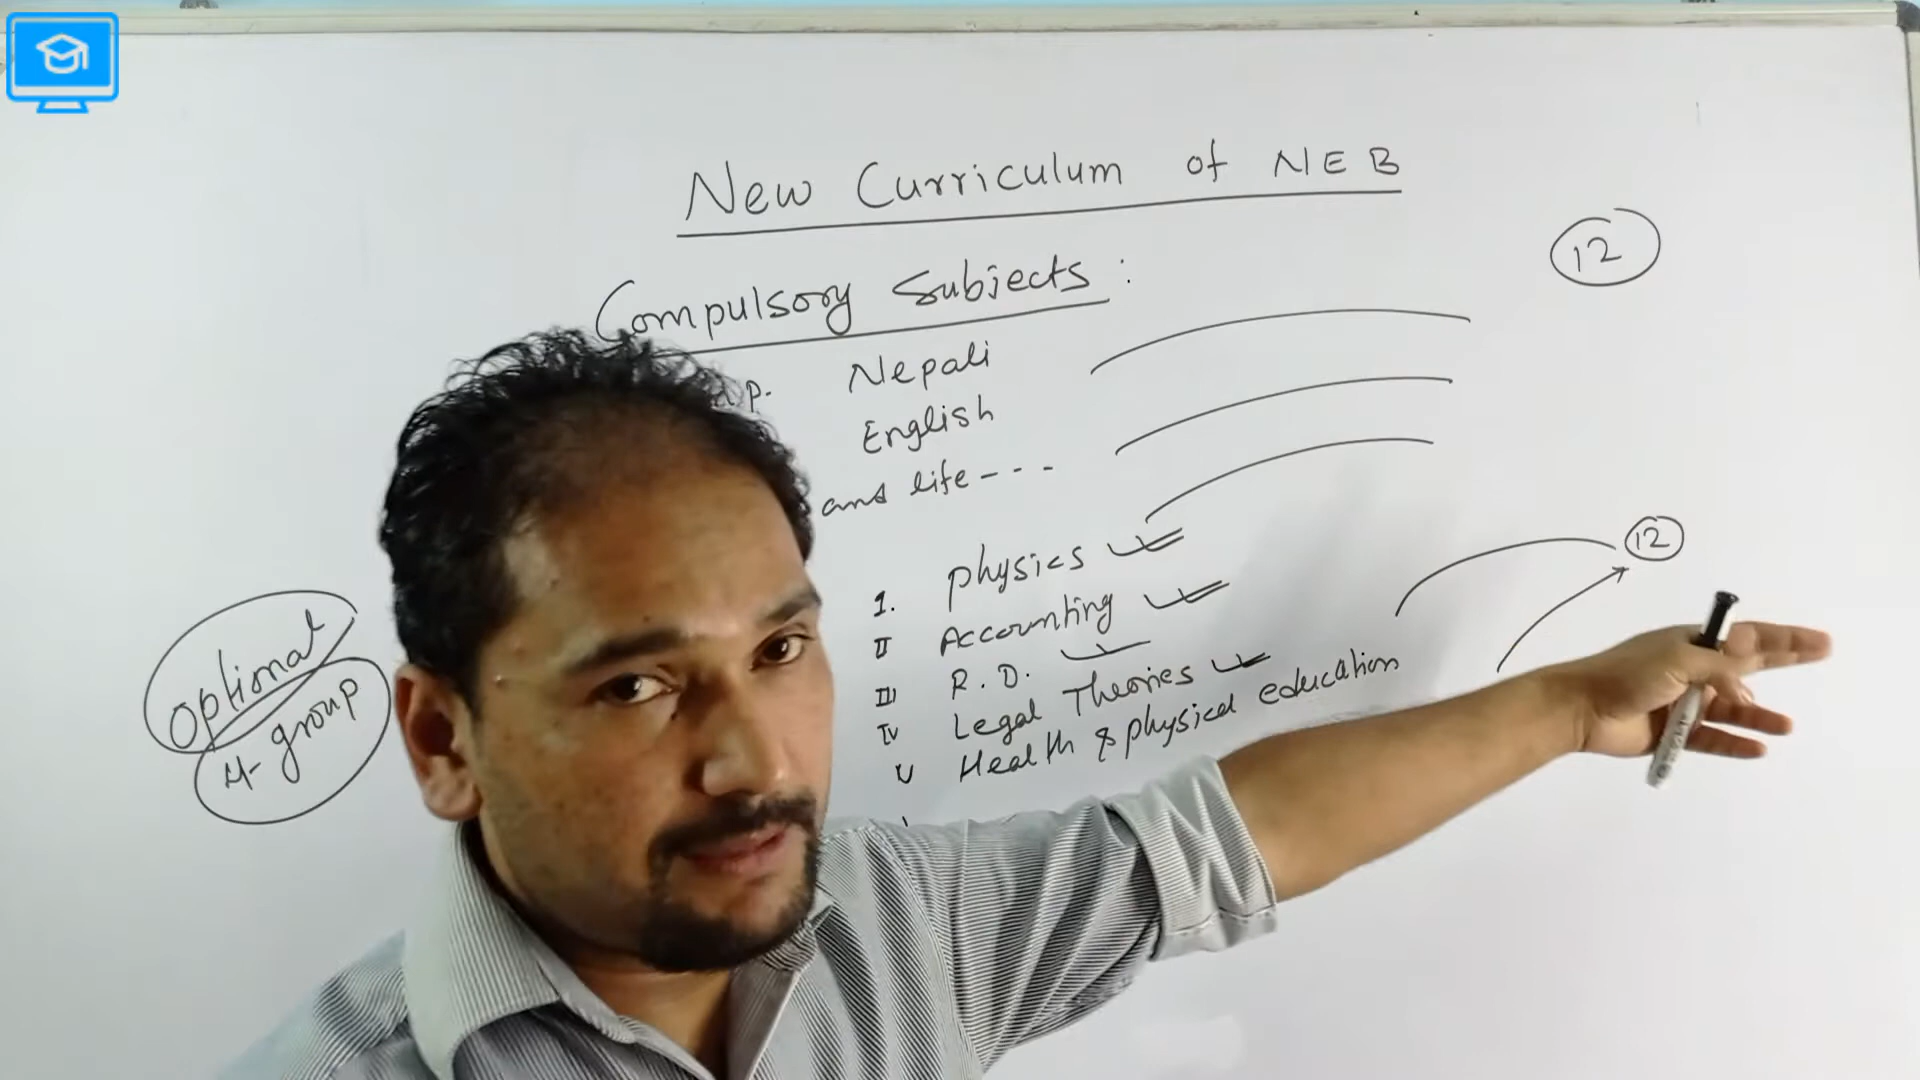 New Curriculum of NEB
12
Compulsory Subjects :
p. Nepali
English
and life - - -
12
1. physics
II Accounting
III R.D.
IV Legal Theories
V Health & physical education
optional
4- group